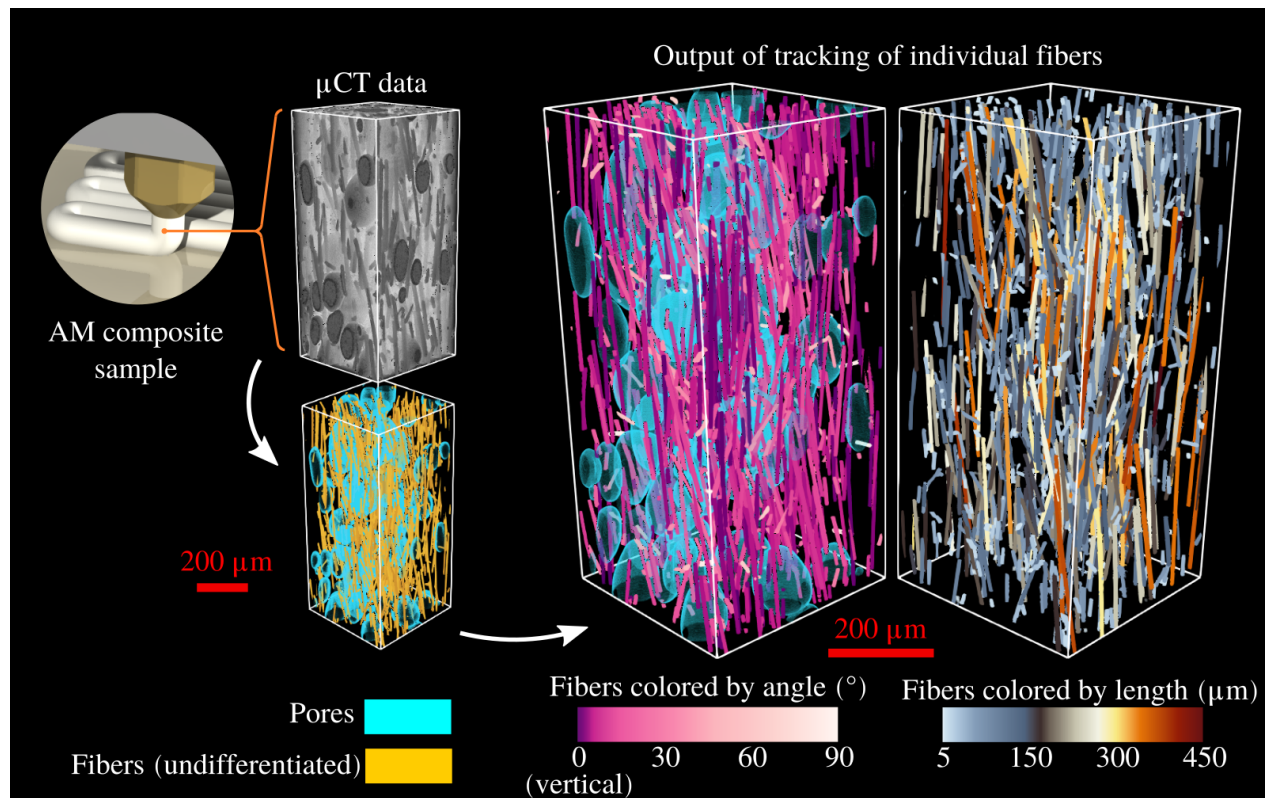 μCT data
Output of tracking of individual fibers
AM composite
sample
200 μm
200 μm
Pores
Fibers (undifferentiated)
Fibers colored by angle (°)
0 30 60 90
(vertical)
Fibers colored by length (μm)
5 150 300 450